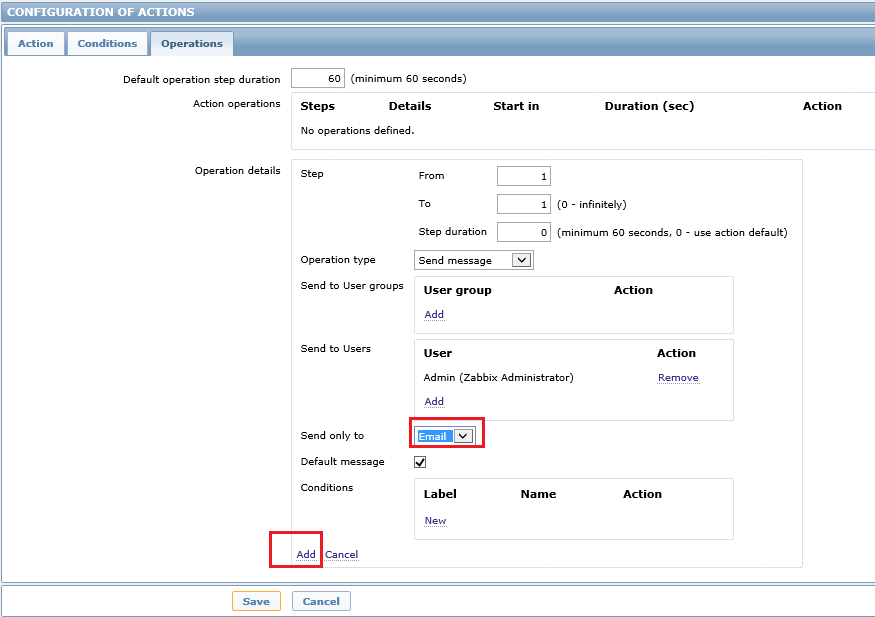 CONFIGURATION OF ACTIONS
Action Conditions Operations
Default operation step duration 60 (minimum 60 seconds)
Action operations Steps Details Start in Duration (sec) Action
No operations defined.
Operation details Step From 1
To 1 (0 - infinitely)
Step duration 0 (minimum 60 seconds, 0 - use action default)
Operation type Send message
Send to User groups User group Action
Add
Send to Users User Action
Admin (Zabbix Administrator) Remove
Add
Send only to Email
Default message
Conditions Label Name Action
New
Add Cancel
Save Cancel